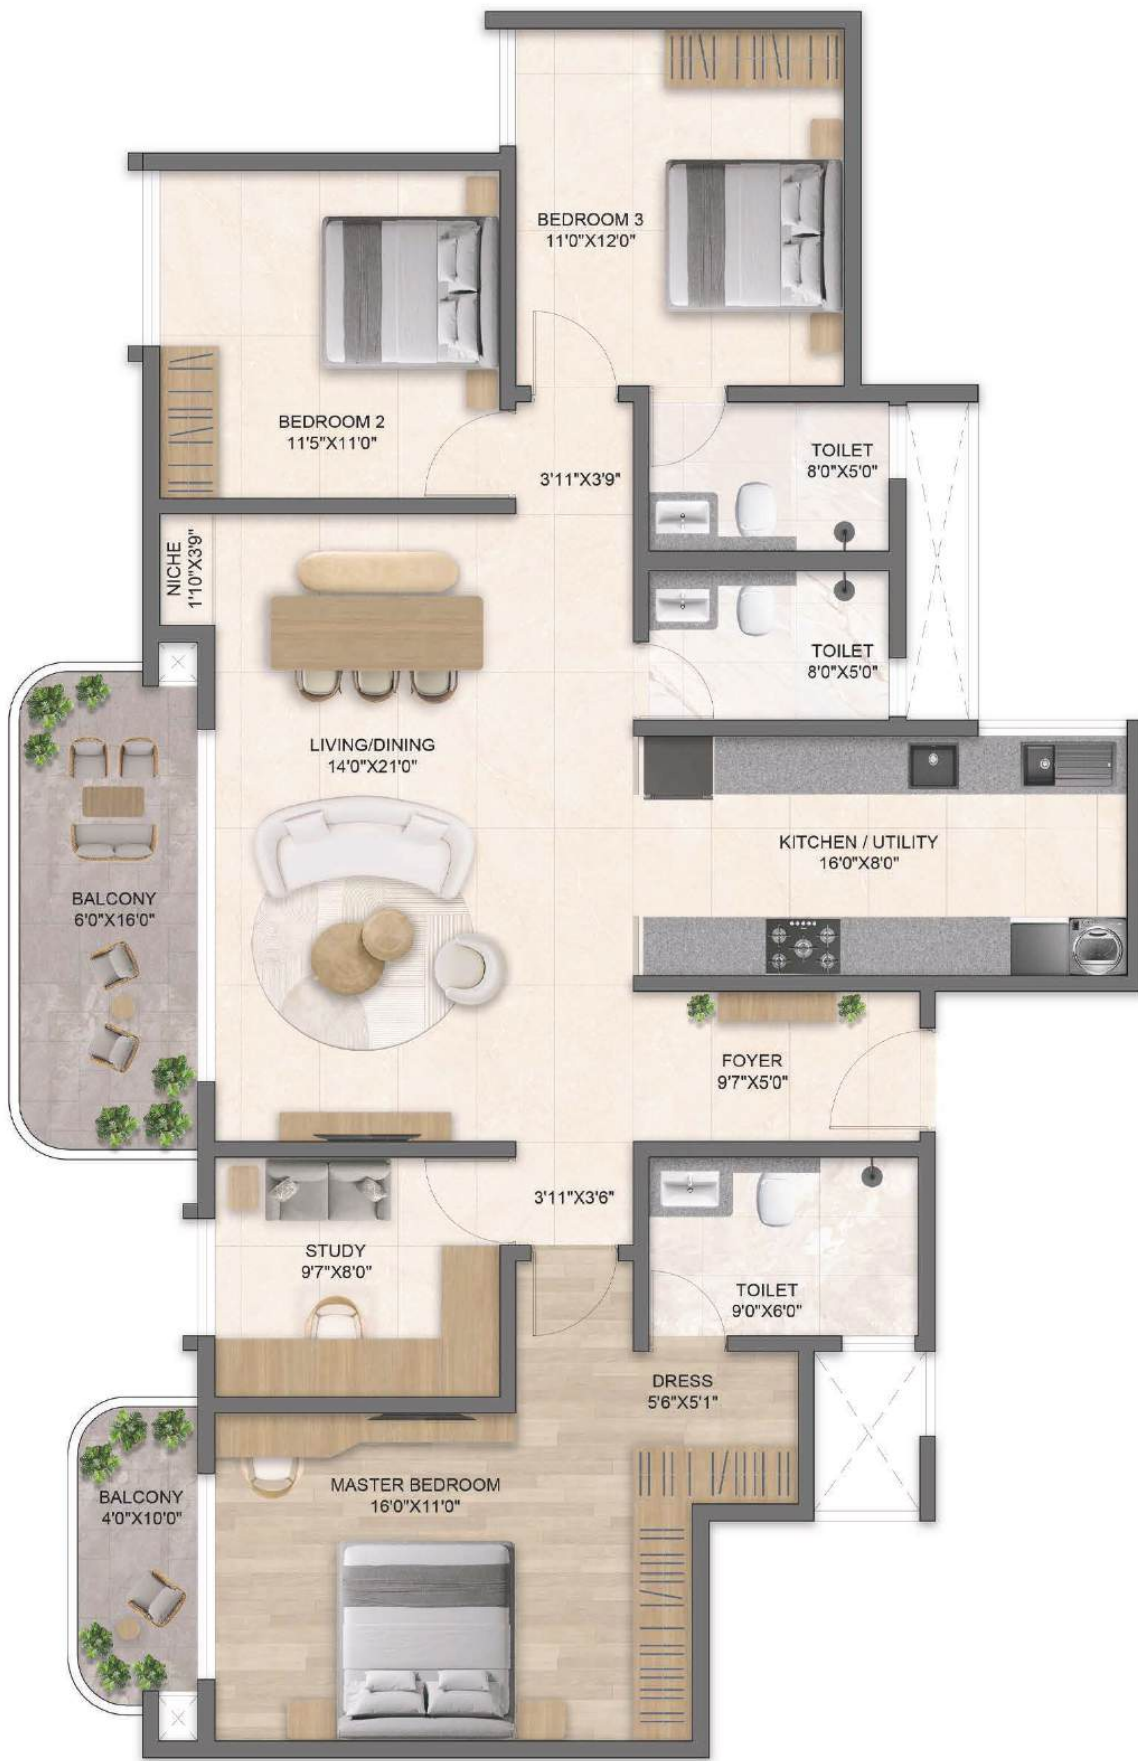 BEDROOM 3
11'0"X12'0"
BEDROOM 2
11'5"X11'0"
TOILET
8'0"X5'0"
3'11"X3'9"
NICHE
1'10"X3'9"
TOILET
8'0"X5'0"
LIVING/DINING
14'0"X21'0"
KITCHEN / UTILITY
16'0"X8'0"
BALCONY
6'0"X16'0"
FOYER
9'7"X5'0"
3'11"X3'6"
STUDY
9'7"X8'0"
TOILET
9'0"X6'0"
DRESS
5'6"X5'1"
MASTER BEDROOM
16'0"X11'0"
BALCONY
4'0"X10'0"